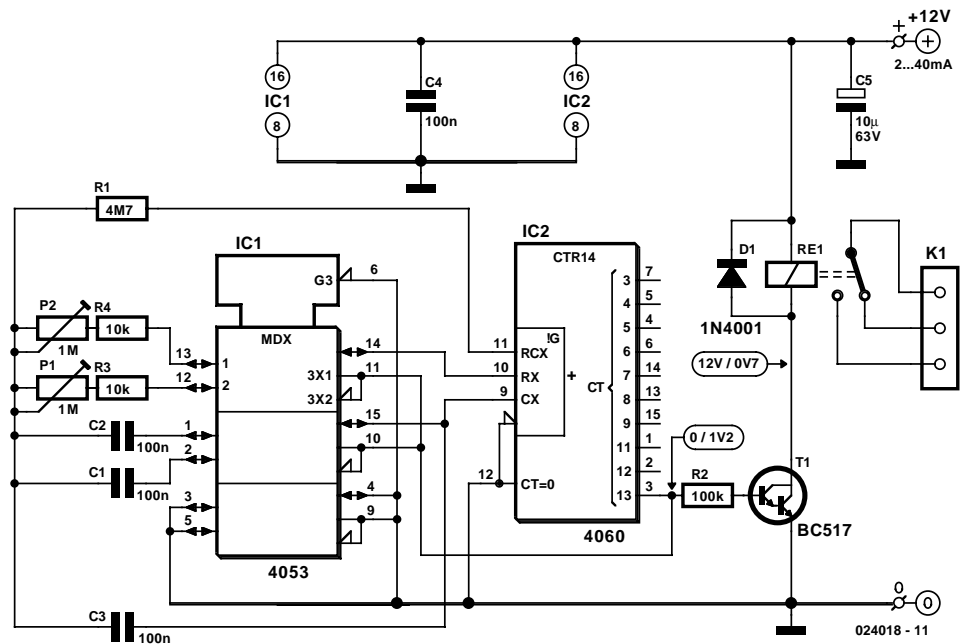 + +12V
+
2...40mA
16
IC1
8
C4
100n
16
IC2
8
C5
10µ
63V
R1
4M7
IC1
G3
6
IC2
CTR14
D1
1N4001
RE1
K1
P2
1M
R4
10k
13
1
P1
1M
R3
10k
12
2
MDX
14
3X1
11
3X2
15
10
4
9
C2
100n
1
C1
100n
2
3
5
4053
C3
100n
11
RCX
10
RX
9
CX
!G
+
CT
12
CT=0
3
7
4
5
5
4
6
6
7
14
8
13
9
15
11
1
12
2
13
3
4060
12V / 0V7
0 / 1V2
R2
100k
T1
BC517
0
0
024018 - 11